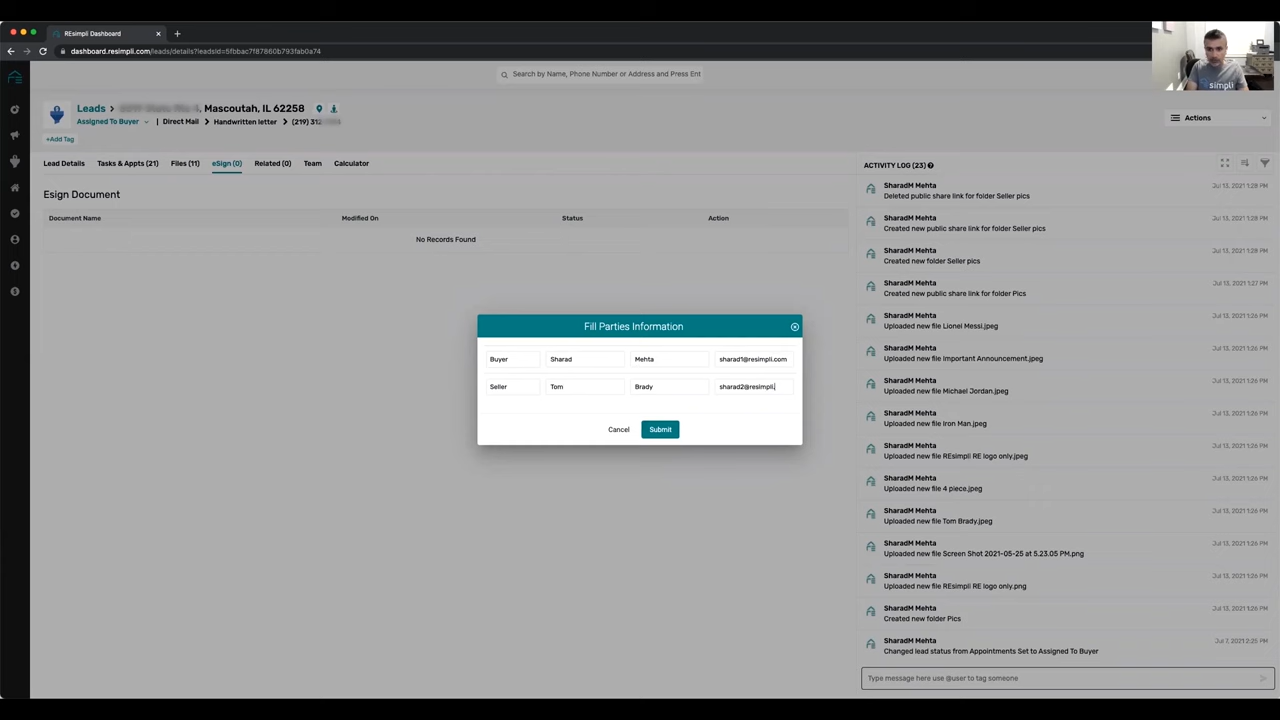 REsimpli Dashboard
dashboard.resimpli.com/leads/details?leadsId=5fbbac7f87860b793fab0a74
simpli
Search by Name, Phone Number or Address and Press Ent
Leads > , Mascoutah, IL 62258
Assigned To Buyer | Direct Mail > Handwritten letter > (219) 312
+Add Tag
Actions
Lead Details Tasks & Appts (21) Files (11) eSign (0) Related (0) Team Calculator
Esign Document
Document Name Modified On Status Action
No Records Found
Fill Parties Information
Buyer Sharad Mehta sharad1@resimpli.com
Seller Tom Brady sharad2@resimpli.
Cancel Submit
ACTIVITY LOG (23)
SharadM Mehta Jul 13, 2021 1:28 PM
Deleted public share link for folder Seller pics
SharadM Mehta Jul 13, 2021 1:28 PM
Created new public share link for folder Seller pics
SharadM Mehta Jul 13, 2021 1:28 PM
Created new folder Seller pics
SharadM Mehta Jul 13, 2021 1:27 PM
Created new public share link for folder Pics
SharadM Mehta Jul 13, 2021 1:26 PM
Uploaded new file Lionel Messi.jpeg
SharadM Mehta Jul 13, 2021 1:26 PM
Uploaded new file Important Announcement.jpeg
SharadM Mehta Jul 13, 2021 1:26 PM
Uploaded new file Michael Jordan.jpeg
SharadM Mehta Jul 13, 2021 1:26 PM
Uploaded new file Iron Man.jpeg
SharadM Mehta Jul 13, 2021 1:26 PM
Uploaded new file REsimpli RE logo only.jpeg
SharadM Mehta Jul 13, 2021 1:26 PM
Uploaded new file 4 piece.jpeg
SharadM Mehta Jul 13, 2021 1:26 PM
Uploaded new file Tom Brady.jpeg
SharadM Mehta Jul 13, 2021 1:26 PM
Uploaded new file Screen Shot 2021-05-25 at 5.23.05 PM.png
SharadM Mehta Jul 13, 2021 1:26 PM
Uploaded new file REsimpli RE logo only.png
SharadM Mehta Jul 13, 2021 1:26 PM
Created new folder Pics
SharadM Mehta Jul 7, 2021 2:25 PM
Changed lead status from Appointments Set to Assigned To Buyer
Type message here use @user to tag someone